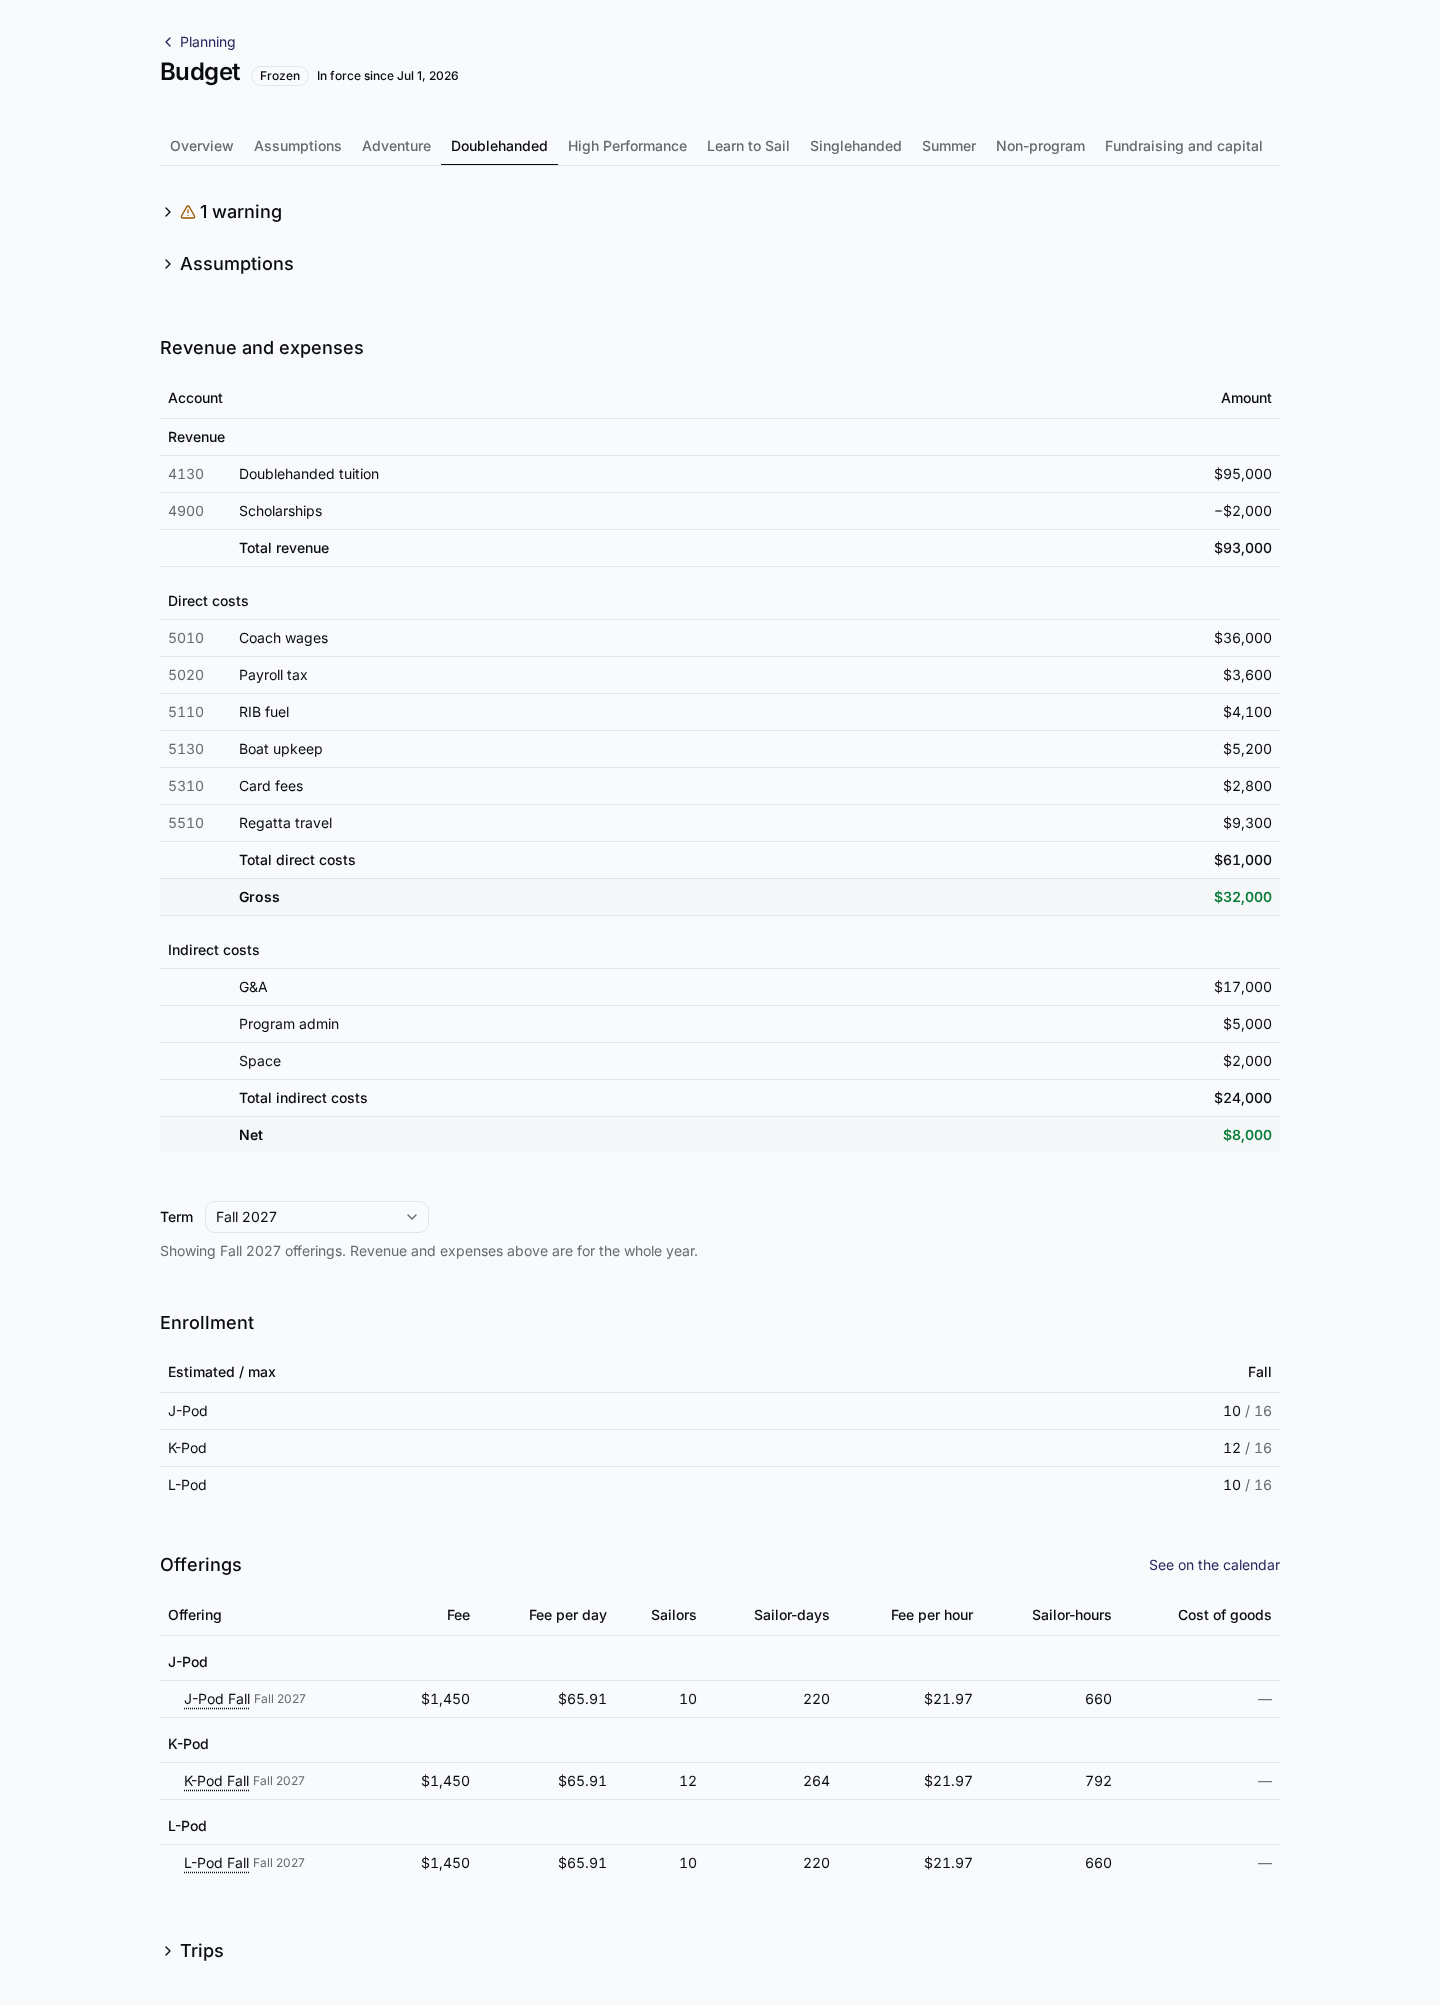 Planning
Budget Frozen In force since Jul 1, 2026
Overview Assumptions Adventure Doublehanded High Performance Learn to Sail Singlehanded Summer Non-program Fundraising and capital
1 warning
Assumptions
Revenue and expenses
Account Amount
Revenue
4130 Doublehanded tuition $95,000
4900 Scholarships −$2,000
Total revenue $93,000
Direct costs
5010 Coach wages $36,000
5020 Payroll tax $3,600
5110 RIB fuel $4,100
5130 Boat upkeep $5,200
5310 Card fees $2,800
5510 Regatta travel $9,300
Total direct costs $61,000
Gross $32,000
Indirect costs
G&A $17,000
Program admin $5,000
Space $2,000
Total indirect costs $24,000
Net $8,000
Term Fall 2027
Showing Fall 2027 offerings. Revenue and expenses above are for the whole year.
Enrollment
Estimated / max Fall
J-Pod 10 / 16
K-Pod 12 / 16
L-Pod 10 / 16
Offerings See on the calendar
Offering Fee Fee per day Sailors Sailor-days Fee per hour Sailor-hours Cost of goods
J-Pod
J-Pod Fall Fall 2027 $1,450 $65.91 10 220 $21.97 660 —
K-Pod
K-Pod Fall Fall 2027 $1,450 $65.91 12 264 $21.97 792 —
L-Pod
L-Pod Fall Fall 2027 $1,450 $65.91 10 220 $21.97 660 —
Trips